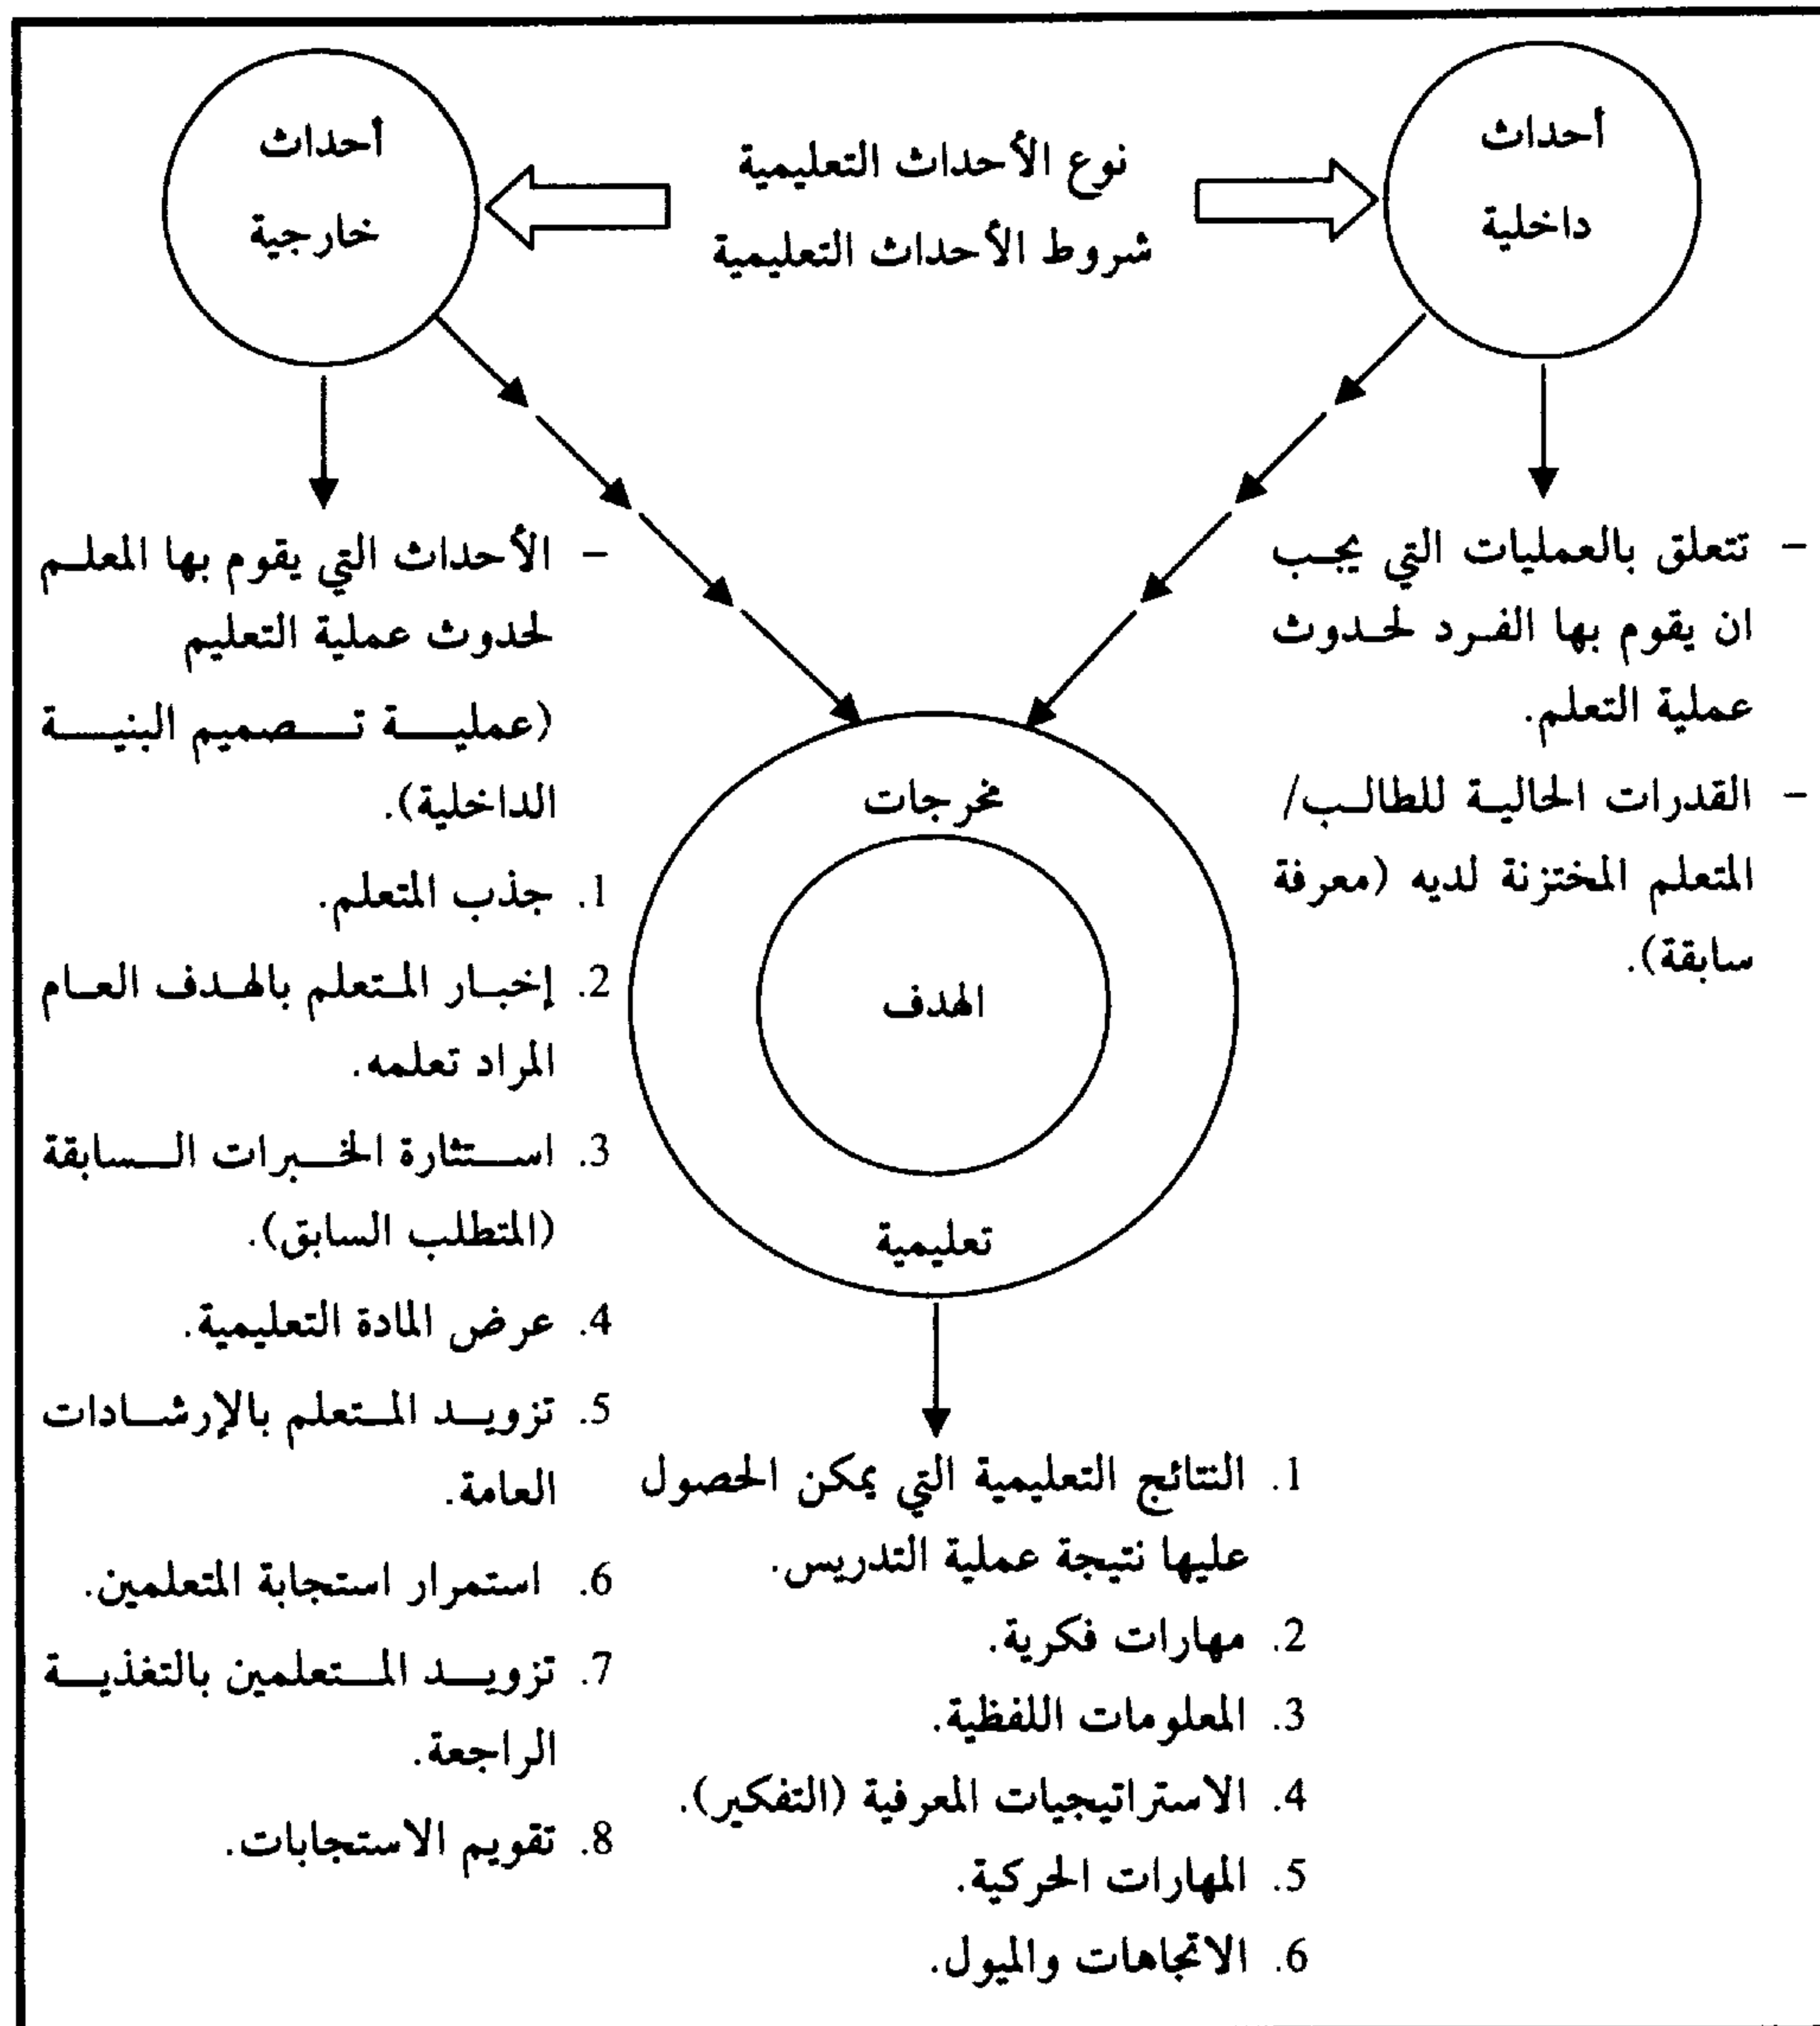 أحداث
داخلية
نوع الأحداث التعليمية
شروط الأحداث التعليمية
أحداث
خارجية
– تتعلق بالعمليات التي يجب
ان يقوم بها الفرد لحدوث
عملية التعلم.
– القدرات الحالية للطالب/
المتعلم المختزنة لديه (معرفة
سابقة).
مخرجات
الهدف
تعليمية
1. النتائج التعليمية التي يمكن الحصول
عليها نتيجة عملية التدريس.
2. مهارات فكرية.
3. المعلومات اللفظية.
4. الاستراتيجيات المعرفية (التفكير).
5. المهارات الحركية.
6. الاتجاهات والميول.
– الأحداث التي يقوم بها المعلم
لحدوث عملية التعليم
(عملية تصميم البنية
الداخلية).
1. جذب المتعلم.
2. إخبار المتعلم بالهدف العام
المراد تعلمه.
3. استثارة الخبرات السابقة
(المتطلب السابق).
4. عرض المادة التعليمية.
5. تزويد المتعلم بالإرشادات
العامة.
6. استمرار استجابة المتعلمين.
7. تزويد المتعلمين بالتغذية
الراجعة.
8. تقويم الاستجابات.